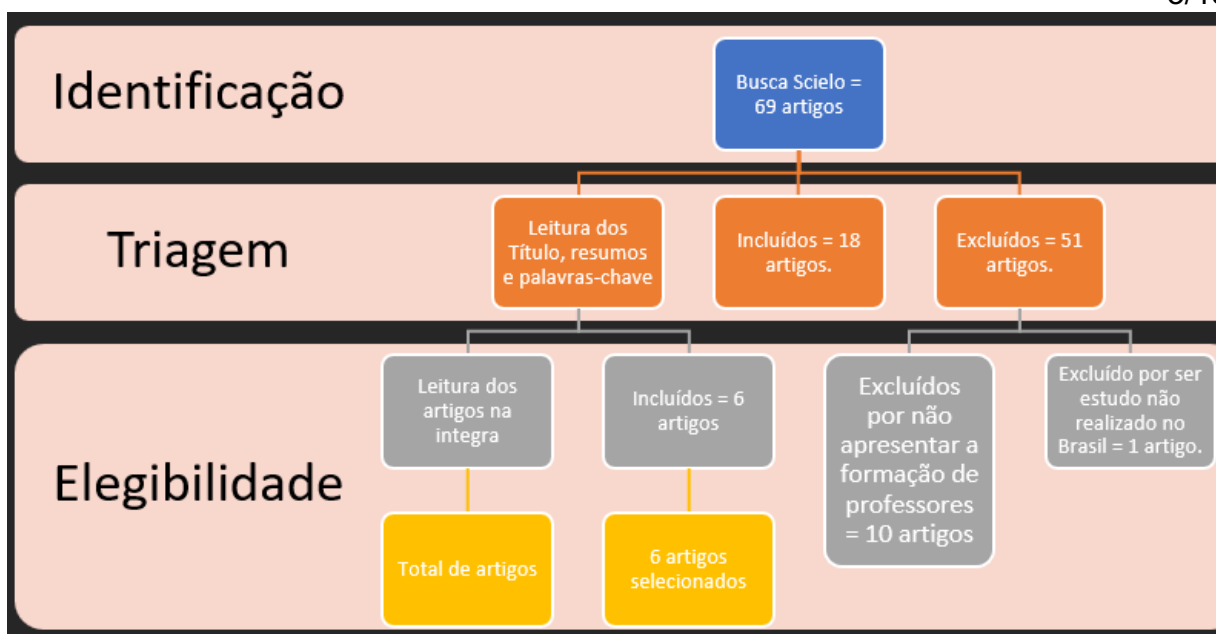 Identificação
Busca Scielo =
69 artigos
Triagem
Leitura dos
Título, resumos
e palavras-chave
Incluídos = 18
artigos.
Excluídos = 51
artigos.
Elegibilidade
Leitura dos
artigos na
integra
Incluídos = 6
artigos
Excluídos
por não
apresentar a
formação de
professores
= 10 artigos
Excluído por ser
estudo não
realizado no
Brasil = 1 artigo.
Total de artigos
6 artigos
selecionados